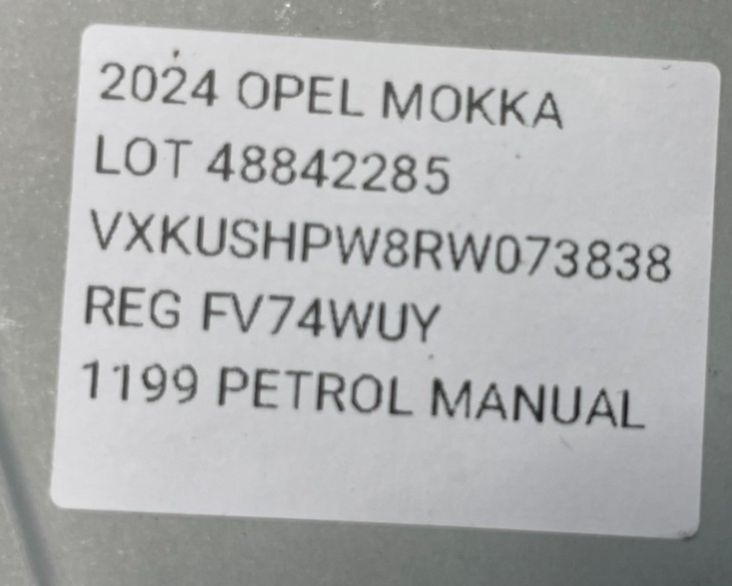 2024 OPEL MOKKA
LOT 48842285
VXKUSHPW8RW073838
REG FV74WUY
1199 PETROL MANUAL